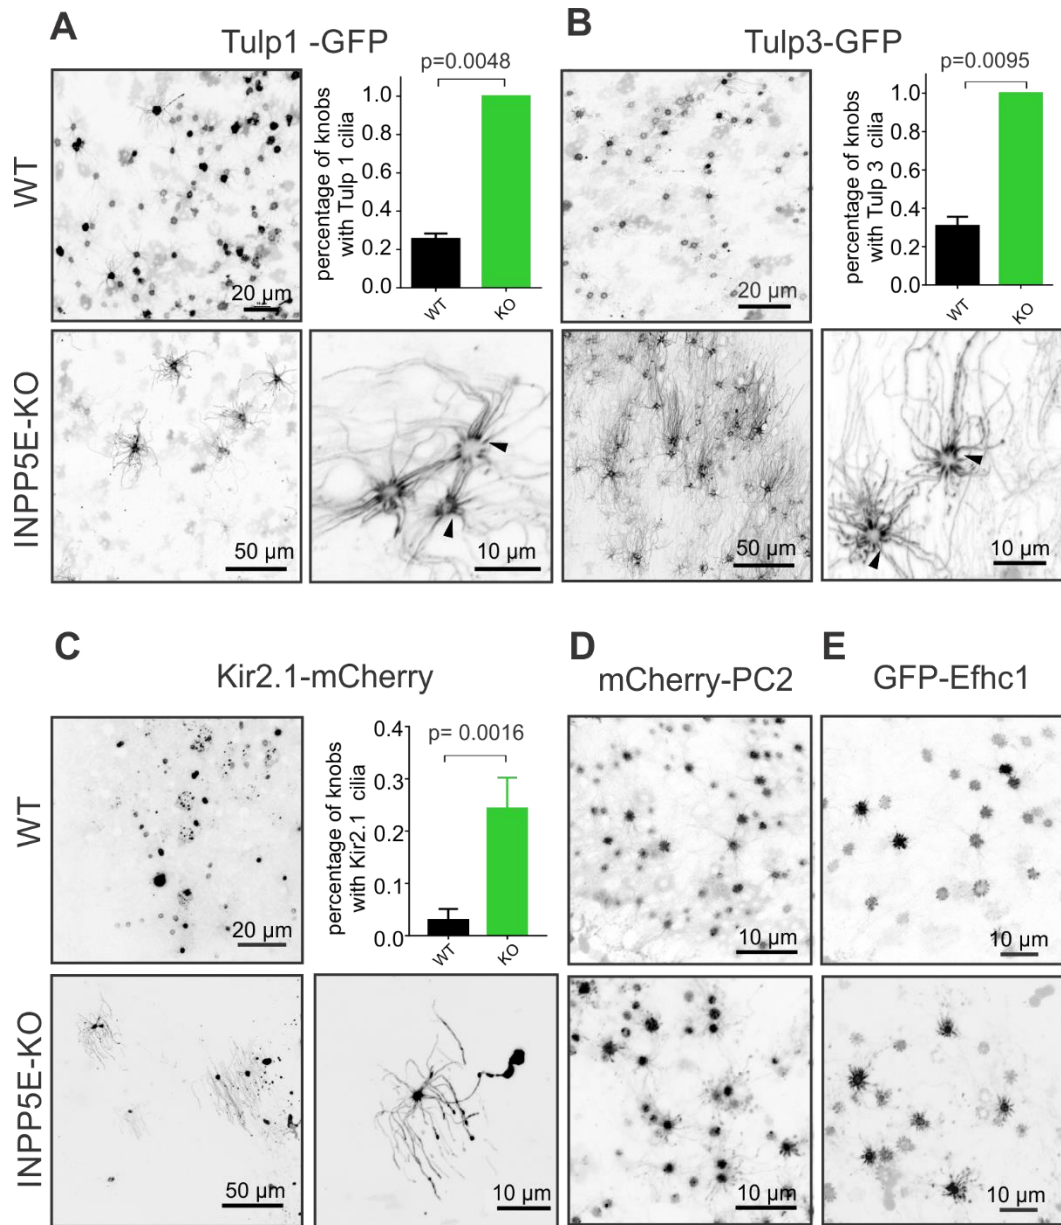 A
Tulp1 -GFP
WT
20 µm
p=0.0048
percentage of knobs
with Tulp 1 cilia
1.0
0.8
0.6
0.4
0.2
0.0
WT
KO
INPP5E-KO
50 µm
10 µm
B
Tulp3-GFP
20 µm
p=0.0095
percentage of knobs
with Tulp 3 cilia
1.0
0.8
0.6
0.4
0.2
0.0
WT
KO
50 µm
10 µm
C
Kir2.1-mCherry
WT
20 µm
p= 0.0016
percentage of knobs
with Kir2.1 cilia
0.4
0.3
0.2
0.1
0.0
WT
KO
INPP5E-KO
50 µm
10 µm
D
mCherry-PC2
10 µm
10 µm
E
GFP-Efhc1
10 µm
10 µm